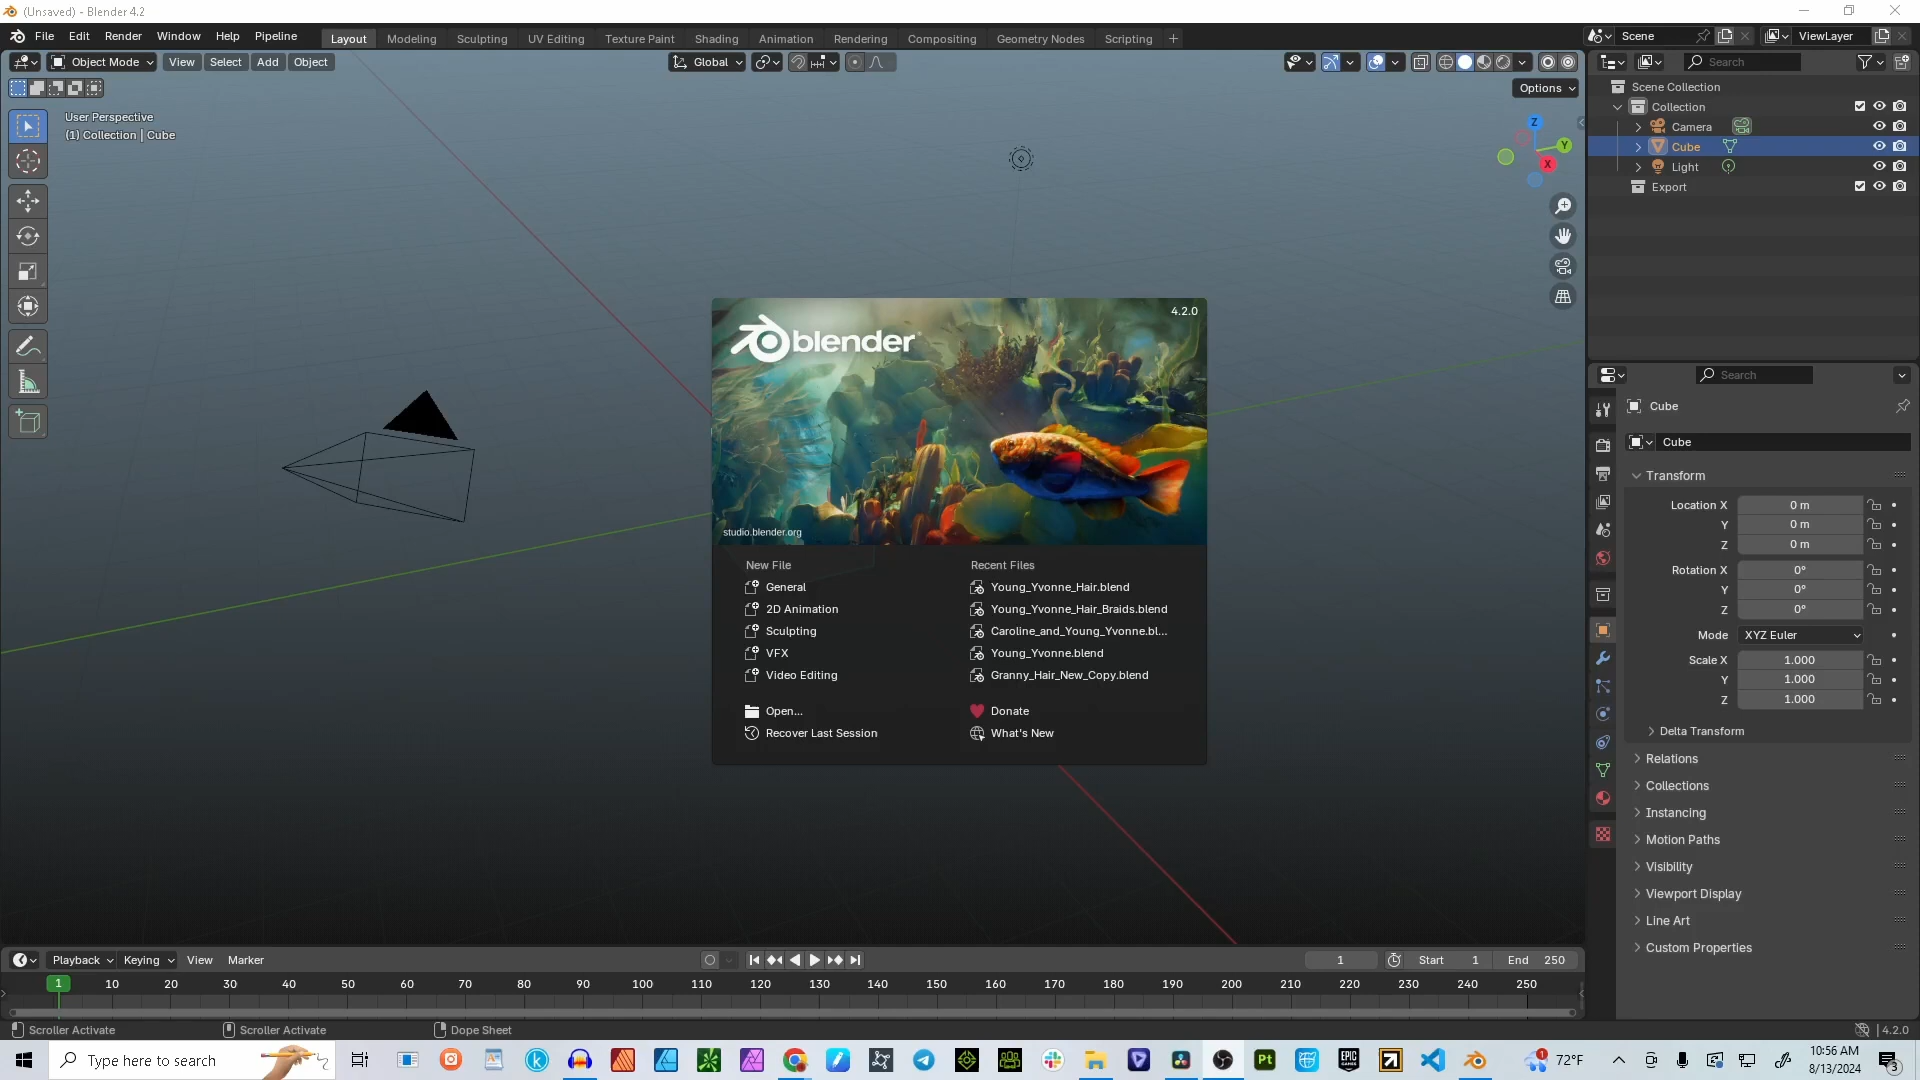 (Unsaved) - Blender 4.2
File Edit Render Window Help Pipeline
Layout Modeling Sculpting UV Editing Texture Paint Shading Animation Rendering Compositing Geometry Nodes Scripting +
Scene
ViewLayer
Object Mode View Select Add Object
Global
Options
User Perspective
(1) Collection | Cube
Z
Y
X
Search
Scene Collection
Collection
Camera
Cube
Light
Export
4.2.0
blender
studio.blender.org
New File
General
2D Animation
Sculpting
VFX
Video Editing
Open...
Recover Last Session
Recent Files
Young_Yvonne_Hair.blend
Young_Yvonne_Hair_Braids.blend
Caroline_and_Young_Yvonne.bl...
Young_Yvonne.blend
Granny_Hair_New_Copy.blend
Donate
What's New
Search
Cube
Cube
Transform
Location X 0 m
Y 0 m
Z 0 m
Rotation X 0°
Y 0°
Z 0°
Mode XYZ Euler
Scale X 1.000
Y 1.000
Z 1.000
Delta Transform
Relations
Collections
Instancing
Motion Paths
Visibility
Viewport Display
Line Art
Custom Properties
Playback Keying View Marker
1 Start 1 End 250
1 10 20 30 40 50 60 70 80 90 100 110 120 130 140 150 160 170 180 190 200 210 220 230 240 250
Scroller Activate Scroller Activate Dope Sheet
4.2.0
Type here to search
Pt
EPIC
GAMES
1
72°F
10:56 AM
8/13/2024
3